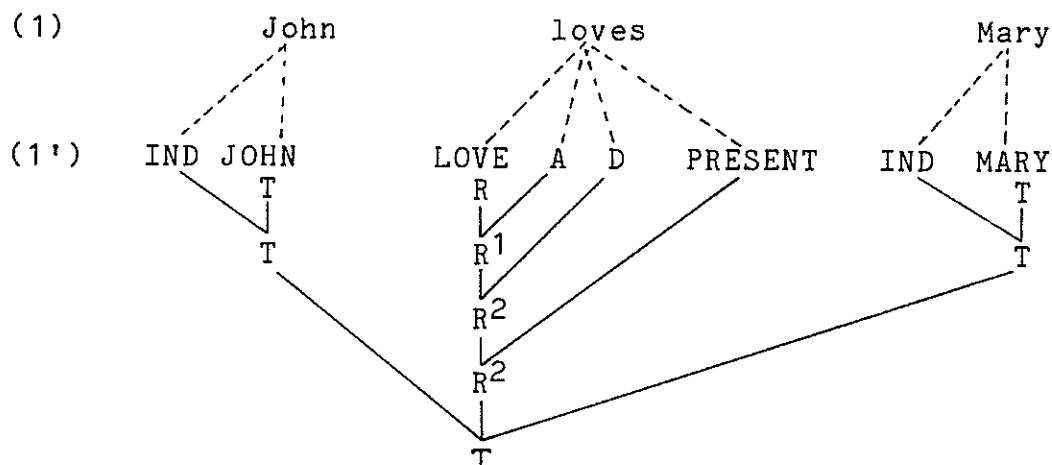 (1) John loves Mary
(1') IND JOHN LOVE A D PRESENT IND MARY
T R T
T R1 T
R2
R2
T